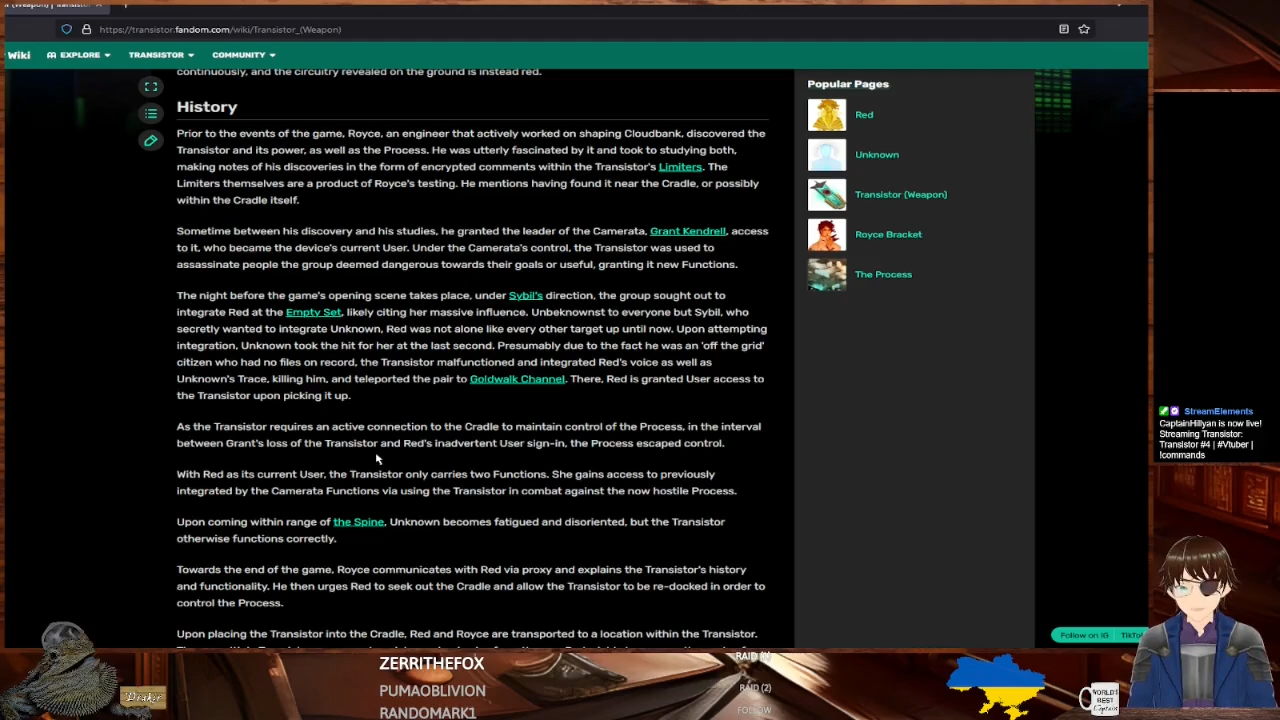 https://transistor.fandom.com/wiki/Transistor_(Weapon)
Wiki
EXPLORE
TRANSISTOR
COMMUNITY
continuously, and the circuitry revealed on the ground is instead red.
History
Prior to the events of the game, Royce, an engineer that actively worked on shaping Cloudbank, discovered the
Transistor and its power, as well as the Process. He was utterly fascinated by it and took to studying both,
making notes of his discoveries in the form of encrypted comments within the Transistor's Limiters. The
Limiters themselves are a product of Royce's testing. He mentions having found it near the Cradle, or possibly
within the Cradle itself.
Sometime between his discovery and his studies, he granted the leader of the Camerata, Grant Kendrell, access
to it, who became the device's current User. Under the Camerata's control, the Transistor was used to
assassinate people the group deemed dangerous towards their goals or useful, granting it new Functions.
The night before the game's opening scene takes place, under Sybil's direction, the group sought out to
integrate Red at the Empty Set, likely citing her massive influence. Unbeknownst to everyone but Sybil, who
secretly wanted to integrate Unknown, Red was not alone like every other target up until now. Upon attempting
integration, Unknown took the hit for her at the last second. Presumably due to the fact he was an 'off the grid'
citizen who had no files on record, the Transistor malfunctioned and integrated Red's voice as well as
Unknown's Trace, killing him, and teleported the pair to Goldwalk Channel. There, Red is granted User access to
the Transistor upon picking it up.
As the Transistor requires an active connection to the Cradle to maintain control of the Process, in the interval
between Grant's loss of the Transistor and Red's inadvertent User sign-in, the Process escaped control.
With Red as its current User, the Transistor only carries two Functions. She gains access to previously
integrated by the Camerata Functions via using the Transistor in combat against the now hostile Process.
Upon coming within range of the Spine, Unknown becomes fatigued and disoriented, but the Transistor
otherwise functions correctly.
Towards the end of the game, Royce communicates with Red via proxy and explains the Transistor's history
and functionality. He then urges Red to seek out the Cradle and allow the Transistor to be re-docked in order to
control the Process.
Upon placing the Transistor into the Cradle, Red and Royce are transported to a location within the Transistor.
Popular Pages
Red
Unknown
Transistor (Weapon)
Royce Bracket
The Process
Follow on IG
TikTo
StreamElements
CaptainHillyan is now live!
Streaming Transistor:
Transistor #4 | #Vtuber |
!commands
Drake
ZERRITHEFOX
PUMAOBLIVION
RANDOMARK1
RAID (2)
FOLLOW
WORLD'S
BEST
Captain